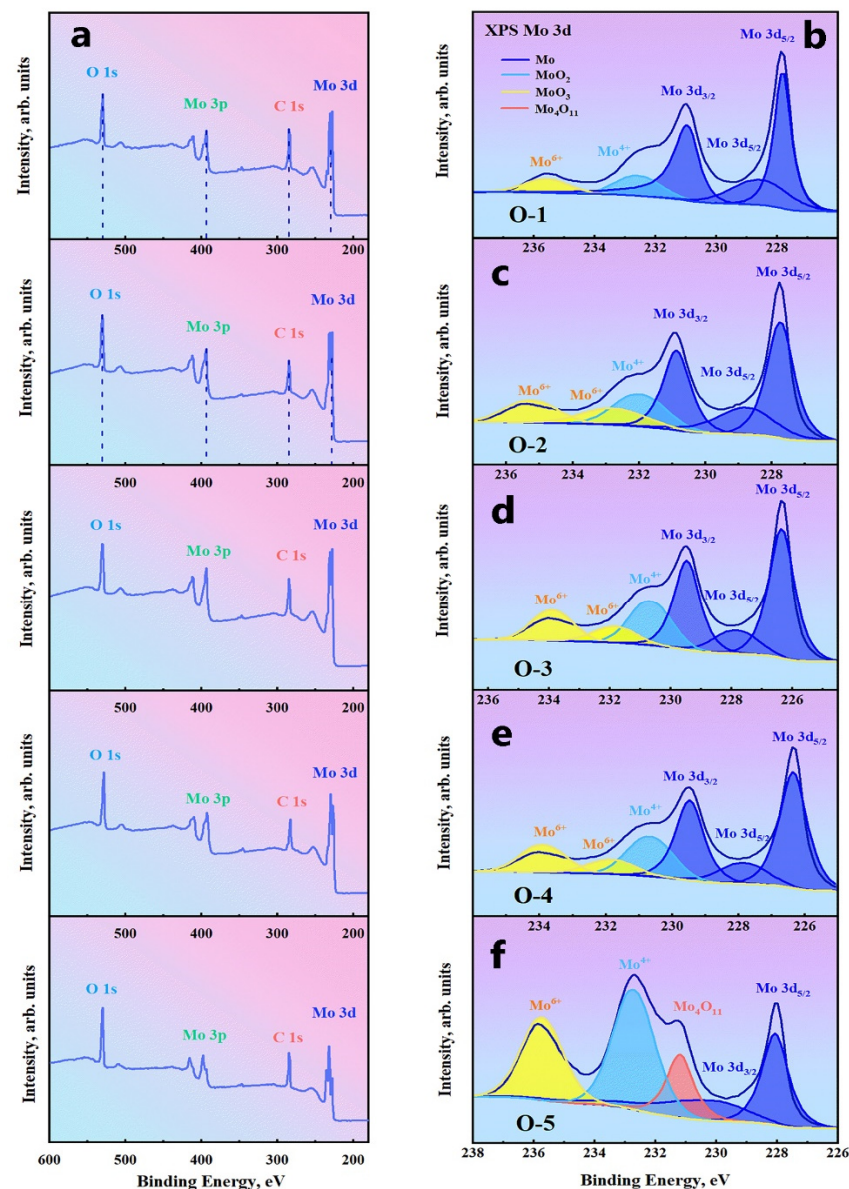 a
O 1s
Mo 3p
C 1s
Mo 3d
Intensity, arb. units
500 400 300 200
O 1s
Mo 3p
C 1s
Mo 3d
Intensity, arb. units
500 400 300 200
O 1s
Mo 3p
C 1s
Mo 3d
Intensity, arb. units
500 400 300 200
O 1s
Mo 3p
C 1s
Mo 3d
Intensity, arb. units
500 400 300 200
O 1s
Mo 3p
C 1s
Mo 3d
Intensity, arb. units
600 500 400 300 200
Binding Energy, eV
XPS Mo 3d
b
Mo
MoO₂
MoO₃
Mo₄O₁₁
Mo 3d₅/₂
Mo 3d₃/₂
Mo 3d₅/₂
Mo⁴⁺
Mo⁶⁺
O-1
Intensity, arb. units
236 234 232 230 228
c
Mo 3d₅/₂
Mo 3d₃/₂
Mo 3d₅/₂
Mo⁴⁺
Mo⁶⁺
Mo⁶⁺
O-2
Intensity, arb. units
236 234 232 230 228
d
Mo 3d₅/₂
Mo 3d₃/₂
Mo 3d₅/₂
Mo⁴⁺
Mo⁶⁺
Mo⁶⁺
O-3
Intensity, arb. units
236 234 232 230 228 226
e
Mo 3d₅/₂
Mo 3d₃/₂
Mo 3d₅/₂
Mo⁴⁺
Mo⁶⁺
Mo⁶⁺
O-4
Intensity, arb. units
234 232 230 228 226
f
Mo⁴⁺
Mo⁶⁺
Mo₄O₁₁
Mo 3d₅/₂
Mo 3d₃/₂
O-5
Intensity, arb. units
238 236 234 232 230 228 226
Binding Energy, eV